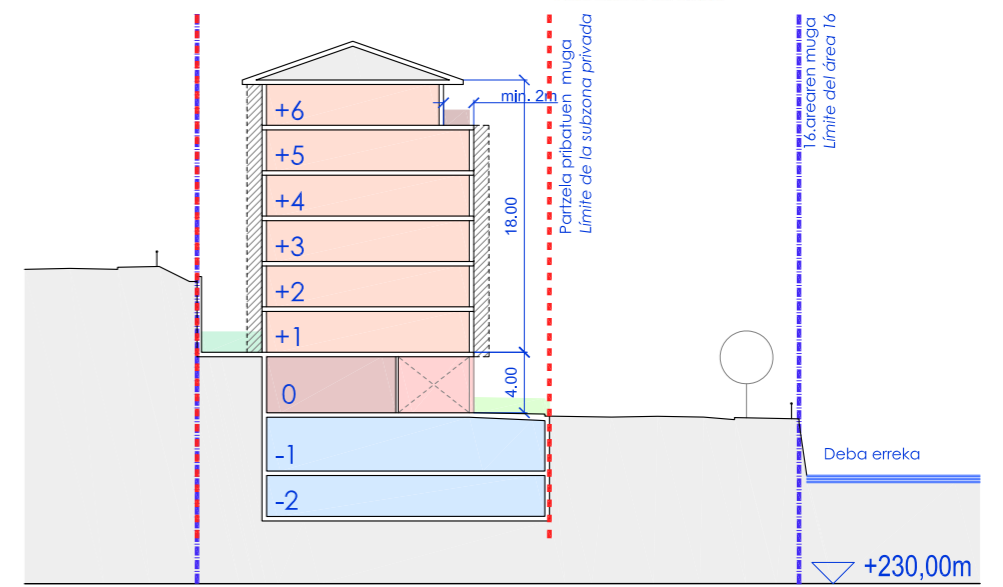 +6
+5
+4
+3
+2
+1
0
-1
-2
min. 2m
18.00
4.00
Partzela pribatuen muga
Límite de la subzona privada
16.arearen muga
Límite del área 16
Deba erreka
+230,00m